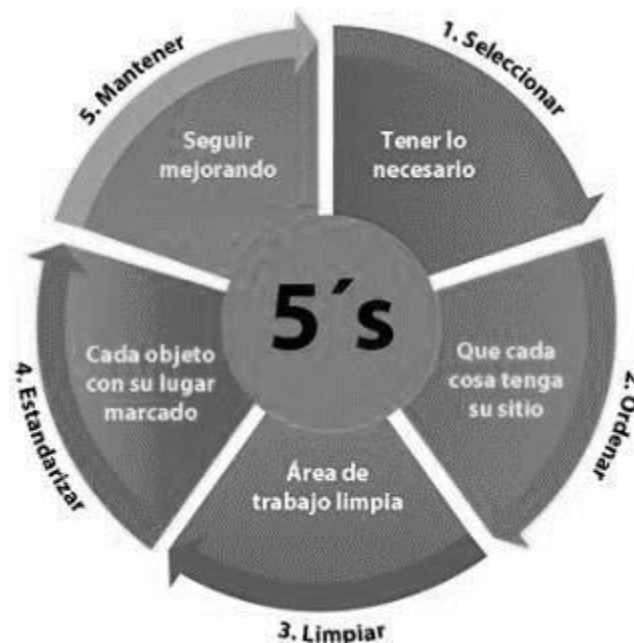 5´s
1. Seleccionar
Tener lo
necesario
2. Ordenar
Que cada
cosa tenga
su sitio
3. Limpiar
Área de
trabajo limpia
4. Estandarizar
Cada objeto
con su lugar
marcado
5. Mantener
Seguir
mejorando